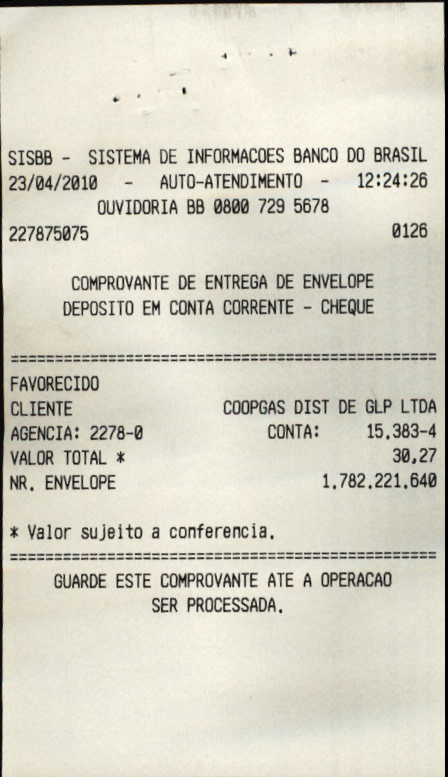 SISBB - SISTEMA DE INFORMACOES BANCO DO BRASIL
23/04/2010 - AUTO-ATENDIMENTO - 12:24:26
OUVIDORIA BB 0800 729 5678
227875075 0126
COMPROVANTE DE ENTREGA DE ENVELOPE
DEPOSITO EM CONTA CORRENTE - CHEQUE
================================================
FAVORECIDO
CLIENTE COOPGAS DIST DE GLP LTDA
AGENCIA: 2278-0 CONTA: 15.383-4
VALOR TOTAL * 30,27
NR. ENVELOPE 1.782.221.640
* Valor sujeito a conferencia.
================================================
GUARDE ESTE COMPROVANTE ATE A OPERACAO
SER PROCESSADA.